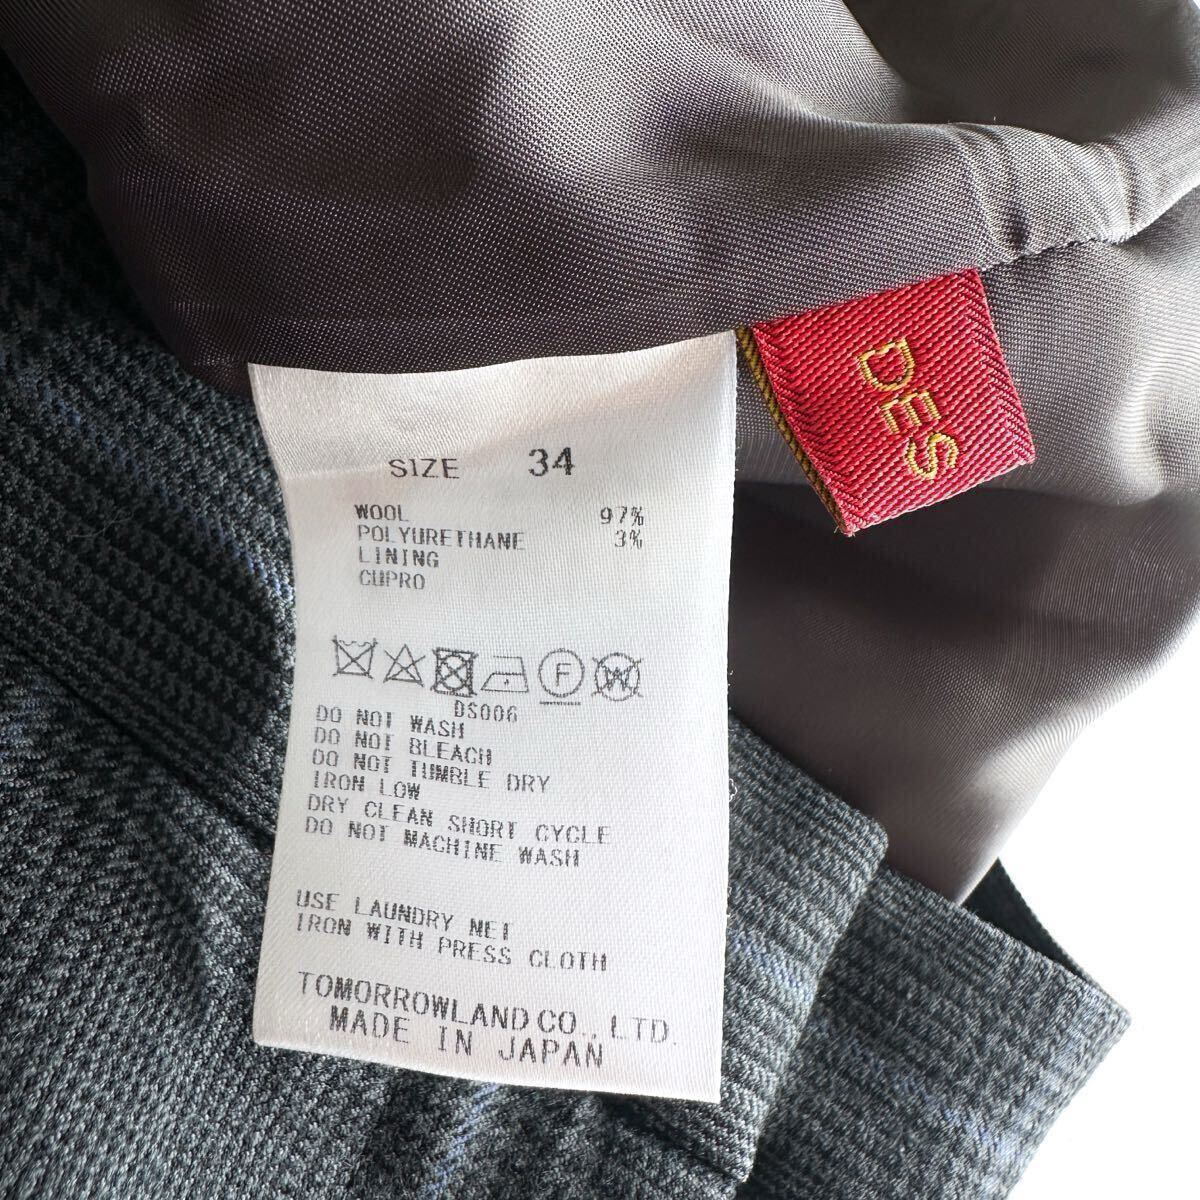 SIZE 34
WOOL 97%
POLYURETHANE 3%
LINING
CUPRO
F W
DS006
DO NOT WASH
DO NOT BLEACH
DO NOT TUMBLE DRY
IRON LOW
DRY CLEAN SHORT CYCLE
DO NOT MACHINE WASH
USE LAUNDRY NET
IRON WITH PRESS CLOTH
TOMORROWLAND CO., LTD.
MADE IN JAPAN
DES